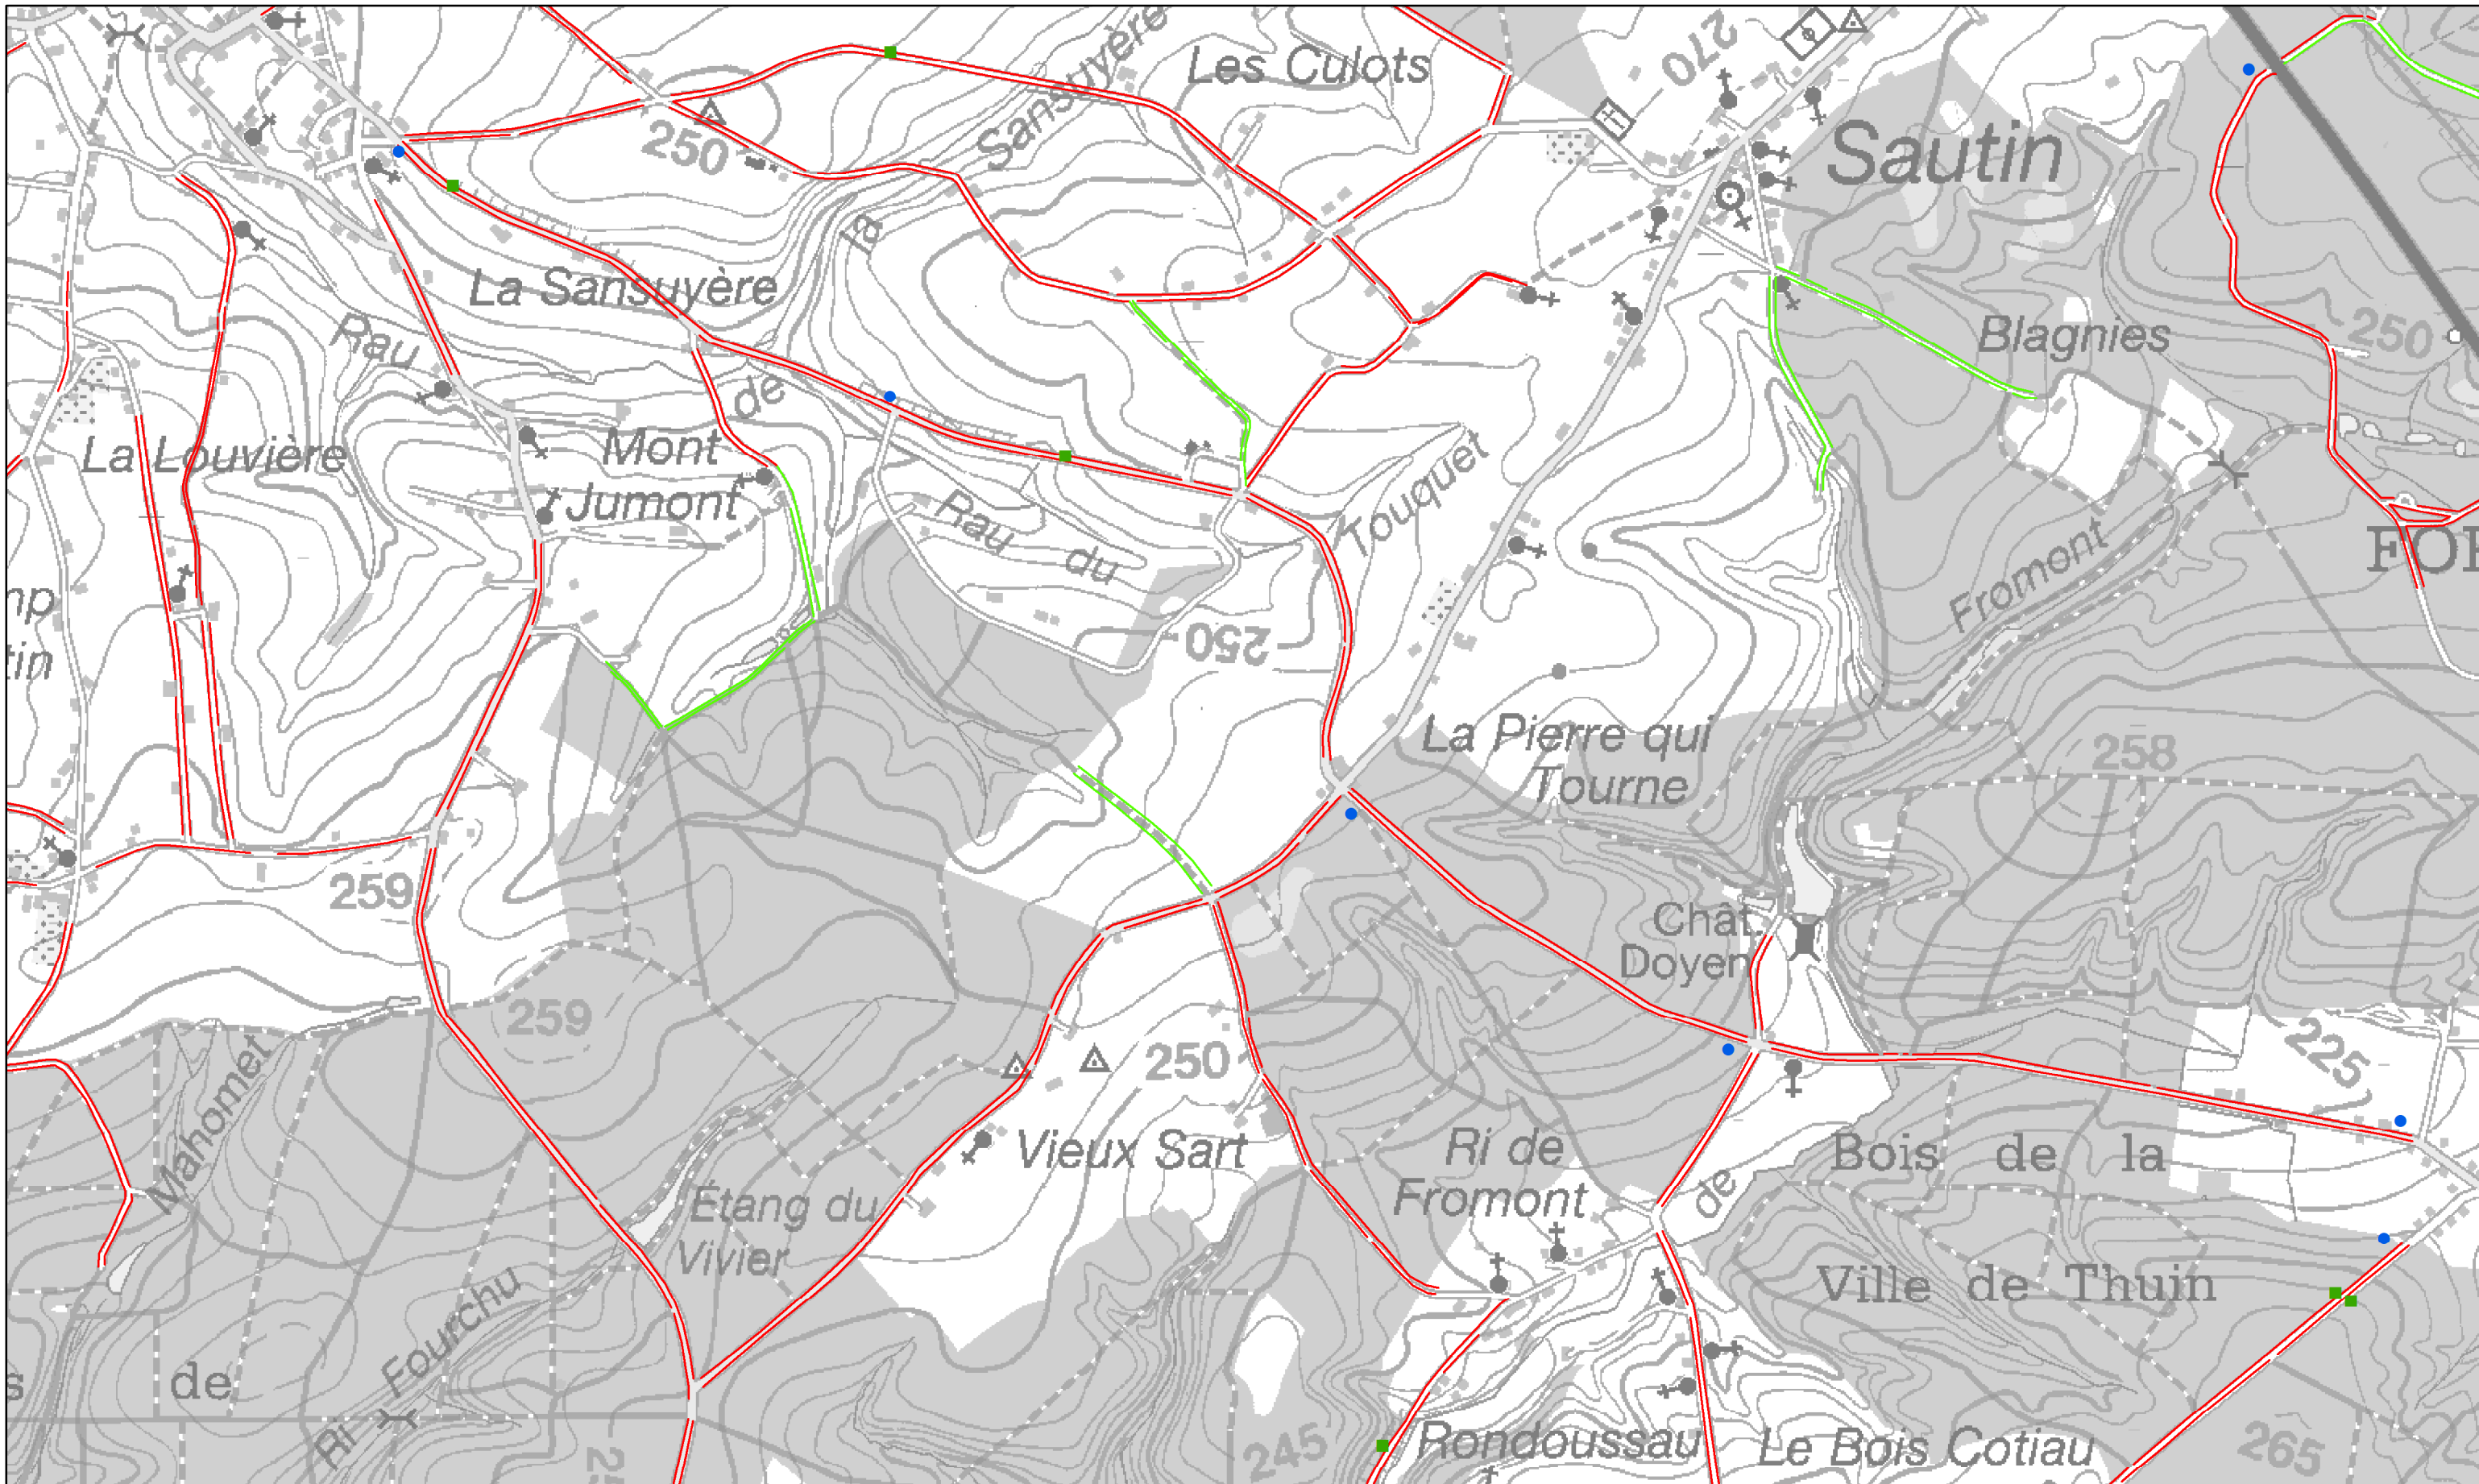 Les Culots
270
Sautin
Sansuyère
la
de
Rau
250
La Sansuyère
Rau
Blagnies
250
La Louvière
Mont
Jumont
Touquet
Rau du
Fromont
de
250
La Pierre qui
Tourne
258
259
Chât.
Doyen
259
250
225
Mahomet
Vieux Sart
Étang du
Vivier
Ri de
Fromont
Bois de la
Ville de Thuin
Ri Fourchu
de
245
Rondoussau
Le Bois Cotiau
265